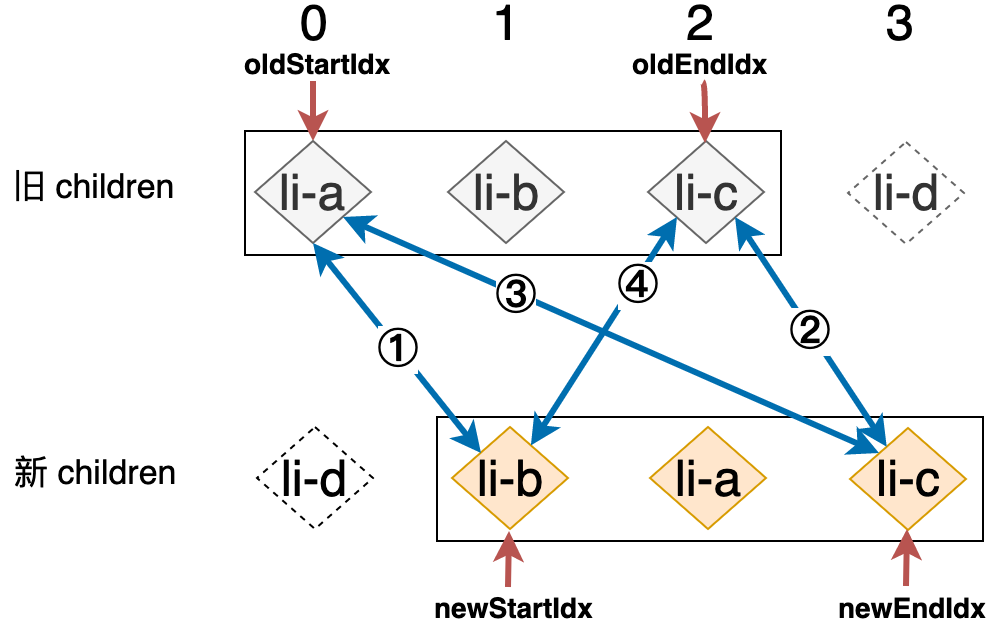 0 1 2 3
oldStartIdx oldEndIdx
旧 children li-a li-b li-c li-d
③ ④
① ②
新 children li-d li-b li-a li-c
newStartIdx newEndIdx